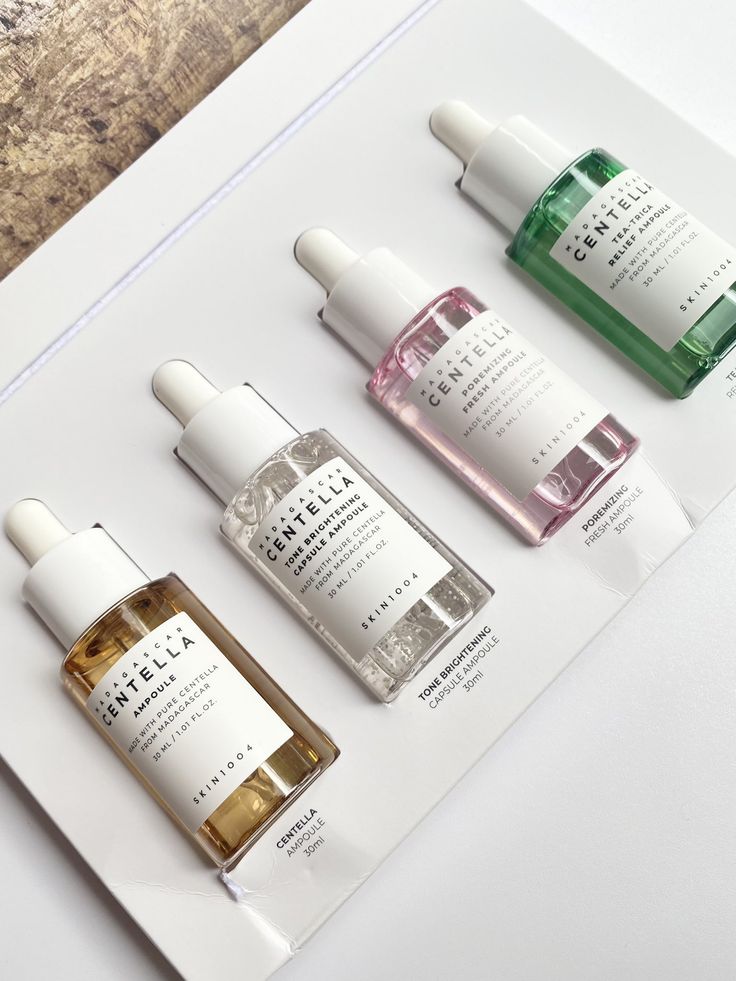 MADAGASCAR
CENTELLA
AMPOULE
MADE WITH PURE CENTELLA
FROM MADAGASCAR
30 ML / 1.01 FL.OZ.
SKIN1004
CENTELLA
AMPOULE
30ml
MADAGASCAR
CENTELLA
TONE BRIGHTENING
CAPSULE AMPOULE
MADE WITH PURE CENTELLA
FROM MADAGASCAR
30 ML / 1.01 FL.OZ.
SKIN1004
TONE BRIGHTENING
CAPSULE AMPOULE
30ml
MADAGASCAR
CENTELLA
POREMIZING
FRESH AMPOULE
MADE WITH PURE CENTELLA
FROM MADAGASCAR
30 ML / 1.01 FL.OZ.
SKIN1004
POREMIZING
FRESH AMPOULE
30ml
MADAGASCAR
CENTELLA
TEA-TRICA
RELIEF AMPOULE
MADE WITH PURE CENTELLA
FROM MADAGASCAR
30 ML / 1.01 FL.OZ.
SKIN1004